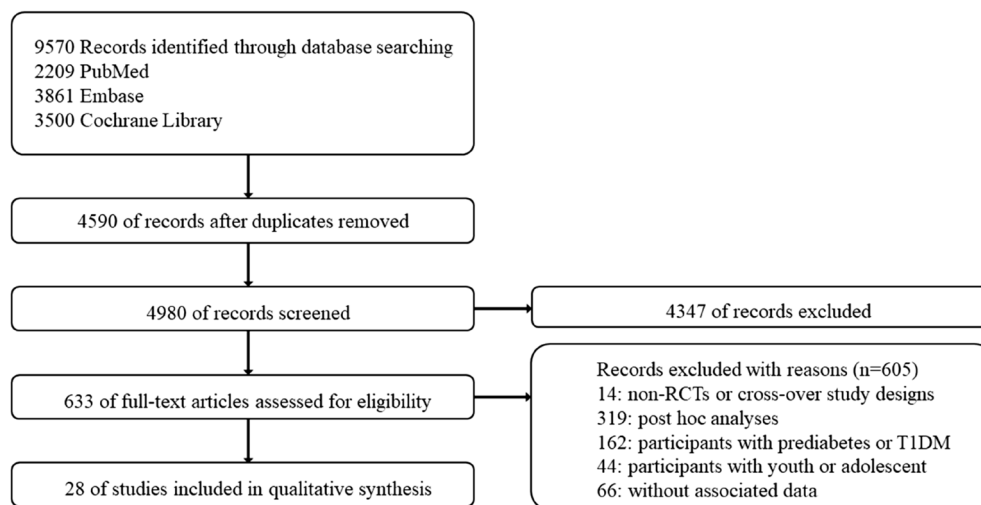 9570 Records identified through database searching
2209 PubMed
3861 Embase
3500 Cochrane Library
4590 of records after duplicates removed
4980 of records screened
4347 of records excluded
633 of full-text articles assessed for eligibility
Records excluded with reasons (n=605)
14: non-RCTs or cross-over study designs
319: post hoc analyses
162: participants with prediabetes or T1DM
44: participants with youth or adolescent
66: without associated data
28 of studies included in qualitative synthesis